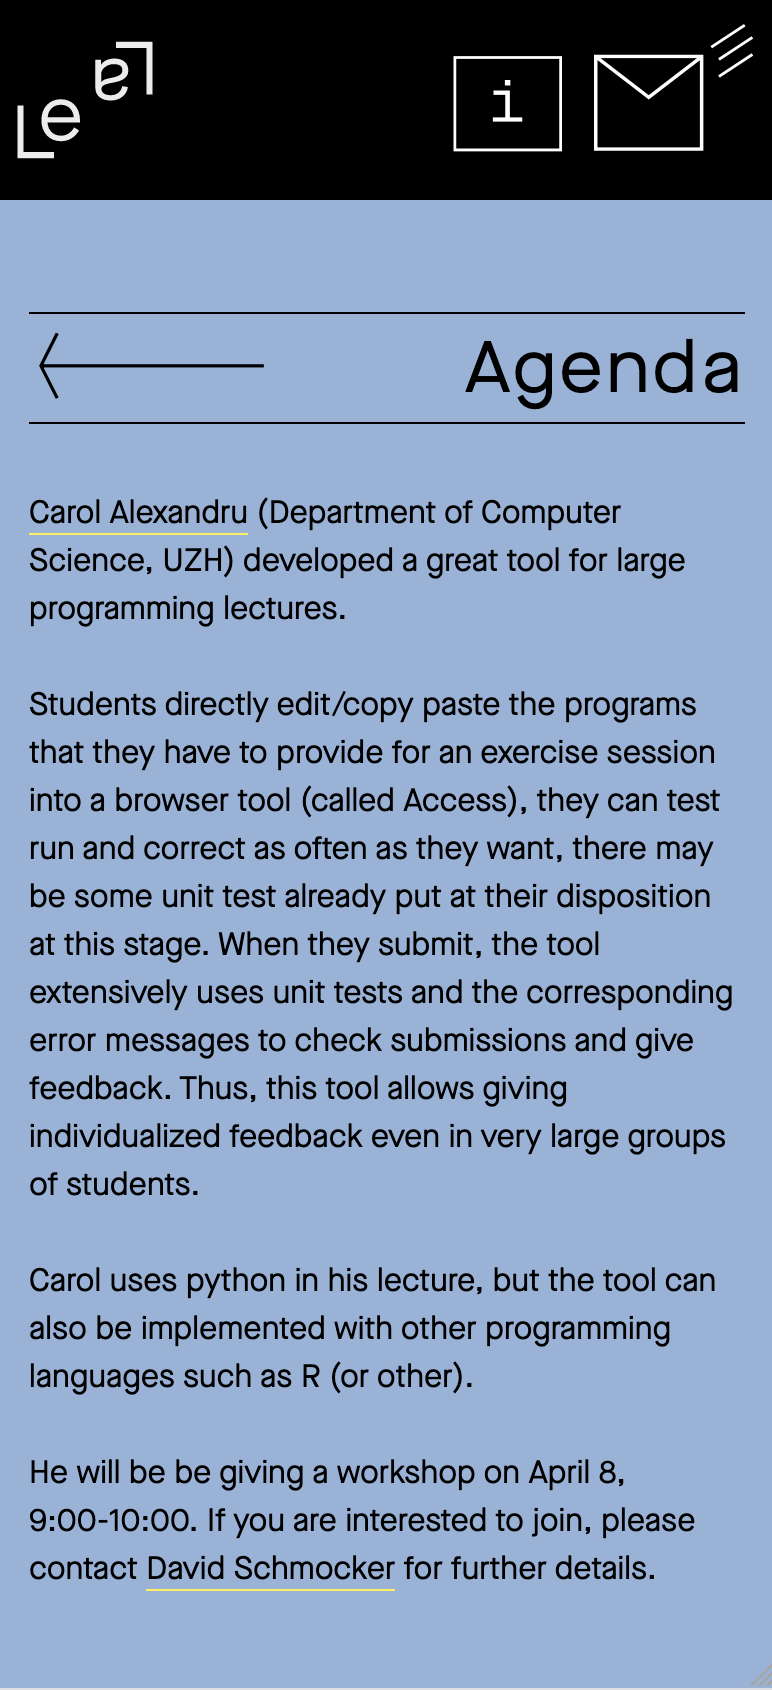 Le La
i
Agenda
Carol Alexandru (Department of Computer
Science, UZH) developed a great tool for large
programming lectures.
Students directly edit/copy paste the programs
that they have to provide for an exercise session
into a browser tool (called Access), they can test
run and correct as often as they want, there may
be some unit test already put at their disposition
at this stage. When they submit, the tool
extensively uses unit tests and the corresponding
error messages to check submissions and give
feedback. Thus, this tool allows giving
individualized feedback even in very large groups
of students.
Carol uses python in his lecture, but the tool can
also be implemented with other programming
languages such as R (or other).
He will be be giving a workshop on April 8,
9:00-10:00. If you are interested to join, please
contact David Schmocker for further details.